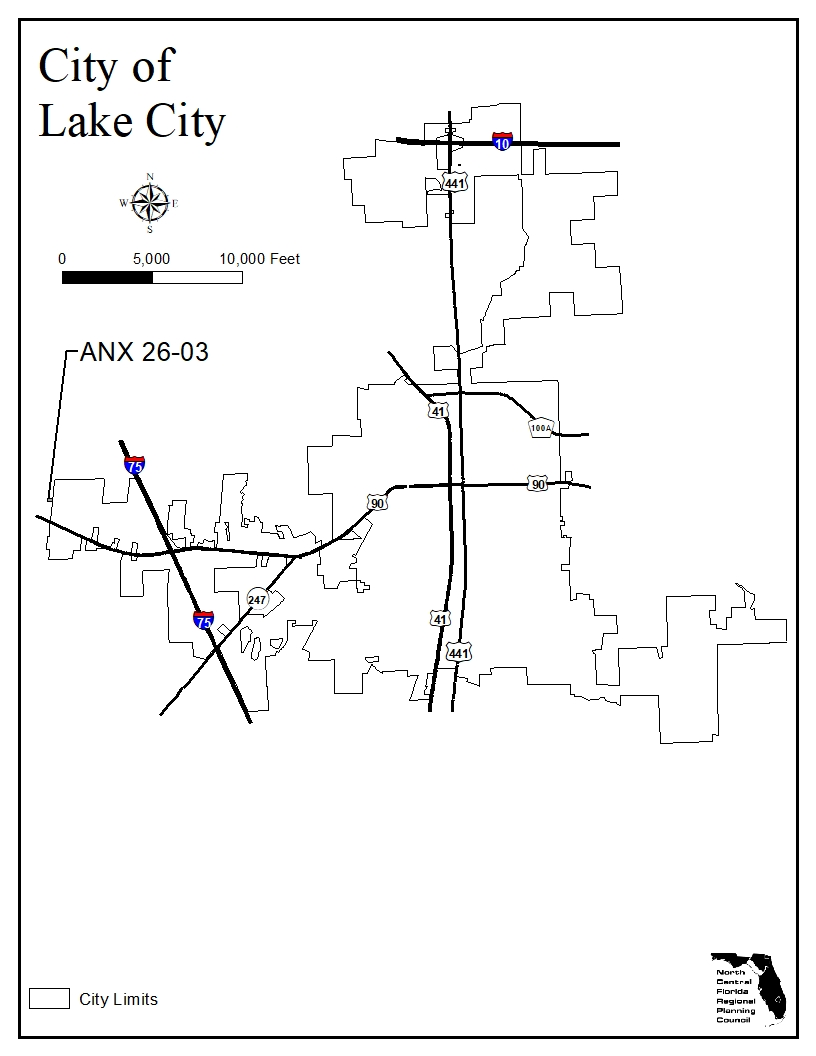 City of
Lake City
N
W E
S
0 5,000 10,000 Feet
10
441
ANX 26-03
41
100A
75
90
90
247
75
41
441
City Limits
North
Central
Florida
Regional
Planning
Council